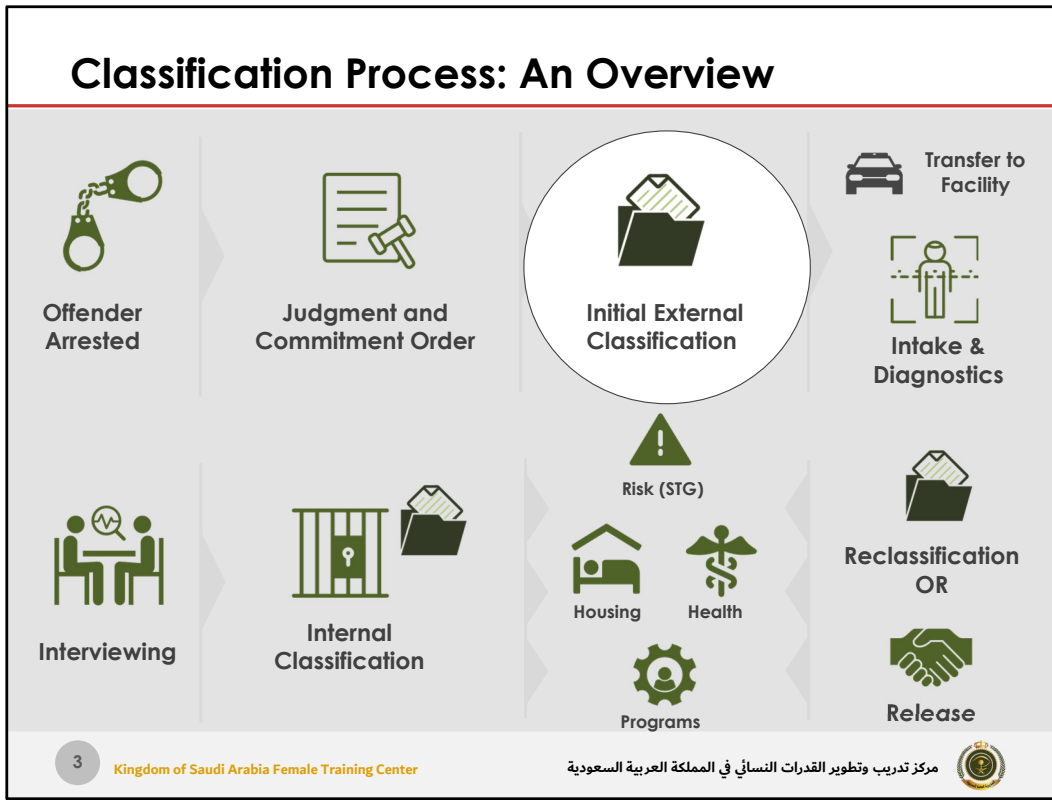 Classification Process: An Overview
Offender
Arrested
Judgment and
Commitment Order
Initial External
Classification
Transfer to
Facility
Intake &
Diagnostics
Interviewing
Internal
Classification
Risk (STG)
Housing
Health
Programs
Reclassification
OR
Release
3
Kingdom of Saudi Arabia Female Training Center
مركز تدريب وتطوير القدرات النسائي في المملكة العربية السعودية